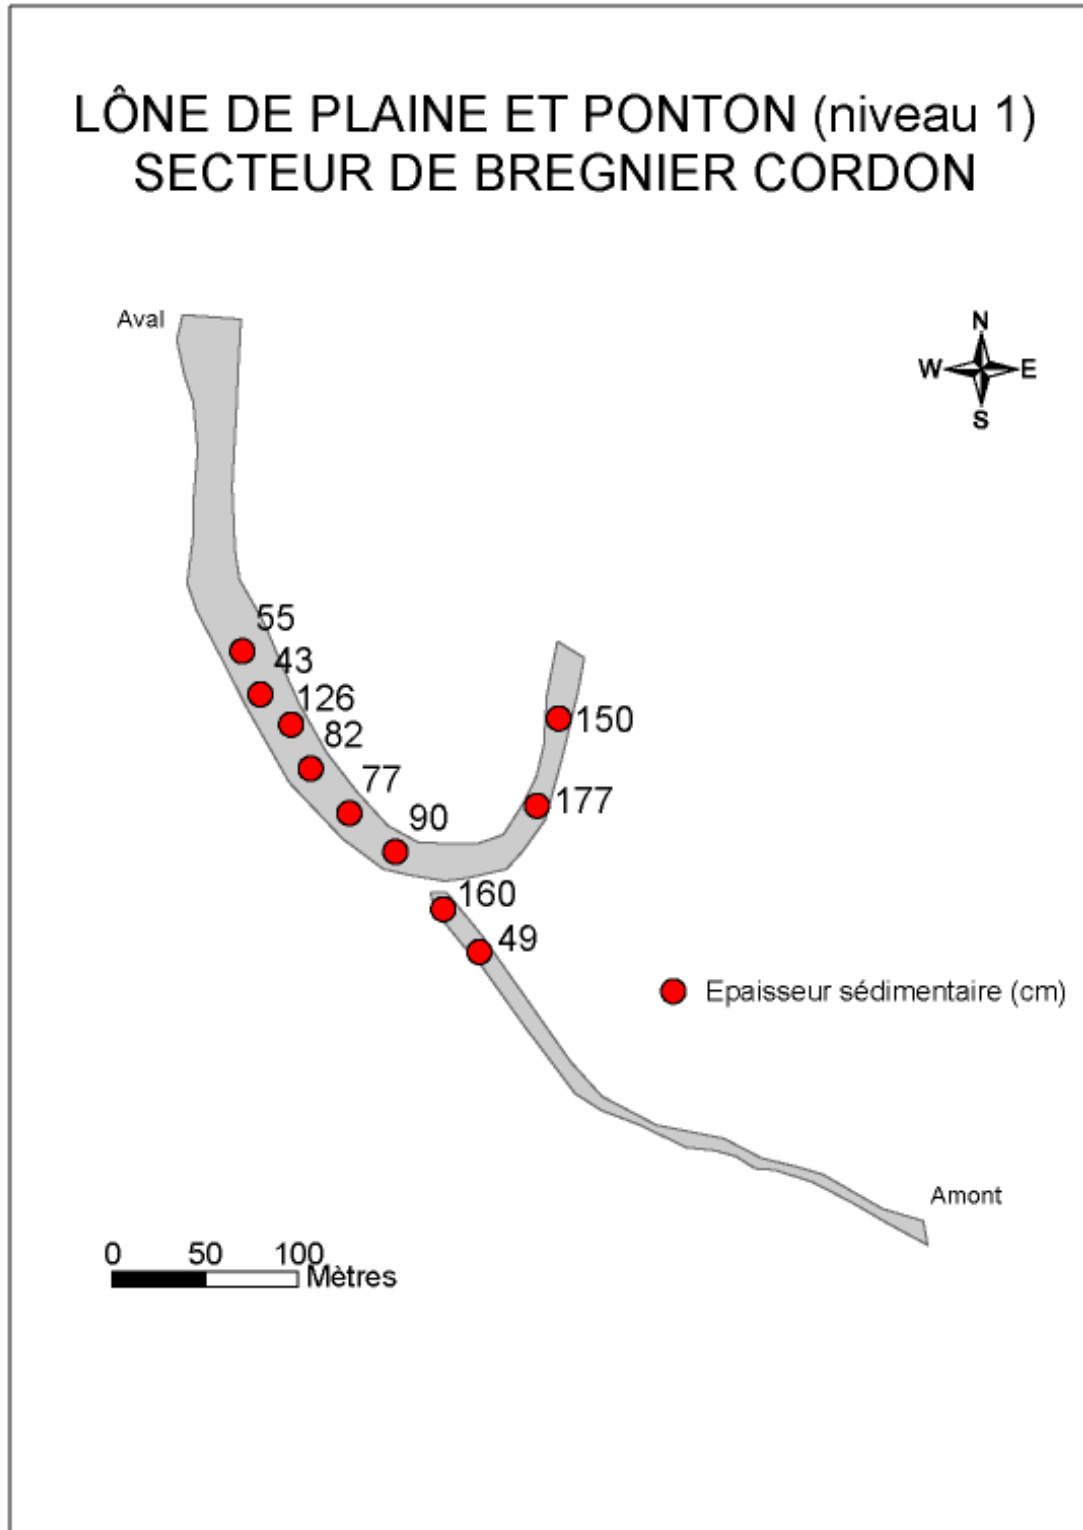 LÔNE DE PLAINE ET PONTON (niveau 1)
SECTEUR DE BREGNIER CORDON
Aval
N
W E
S
55
43
126
82
77
90
150
177
160
49
Epaisseur sédimentaire (cm)
Amont
0 50 100
Mètres